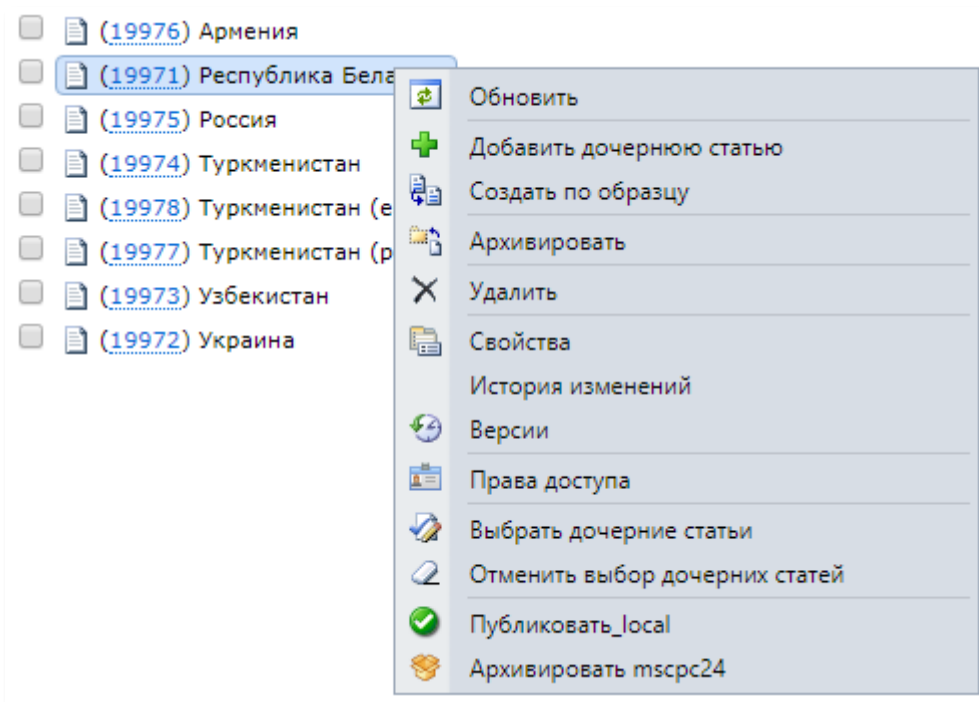 (19976) Армения
(19971) Республика Бела
(19975) Россия
(19974) Туркменистан
(19978) Туркменистан (e
(19977) Туркменистан (р
(19973) Узбекистан
(19972) Украина
Обновить
Добавить дочернюю статью
Создать по образцу
Архивировать
Удалить
Свойства
История изменений
Версии
Права доступа
Выбрать дочерние статьи
Отменить выбор дочерних статей
Публиковать_local
Архивировать mscpc24